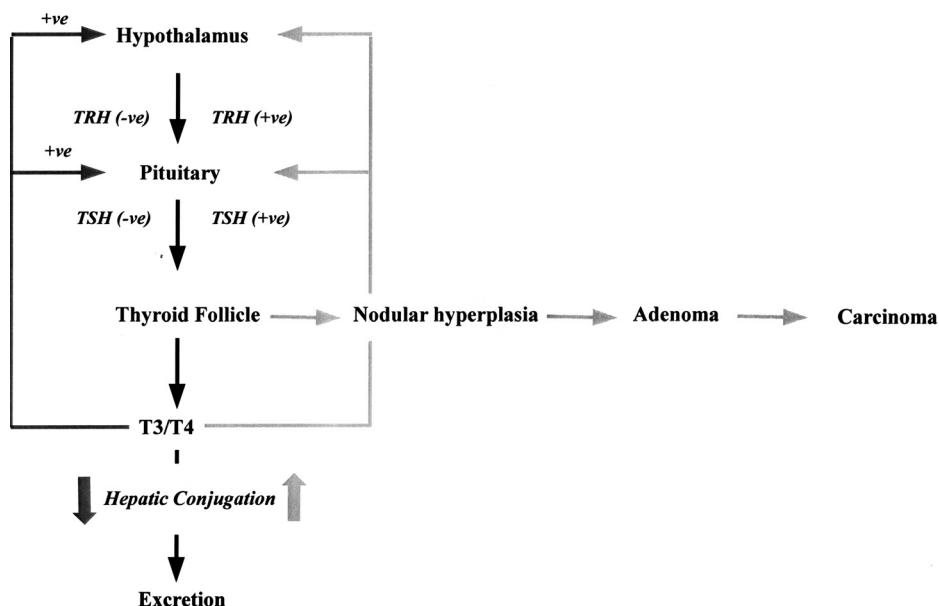 +ve
Hypothalamus
TRH (-ve) TRH (+ve)
+ve
Pituitary
TSH (-ve) TSH (+ve)
Thyroid Follicle Nodular hyperplasia Adenoma Carcinoma
T3/T4
Hepatic Conjugation
Excretion